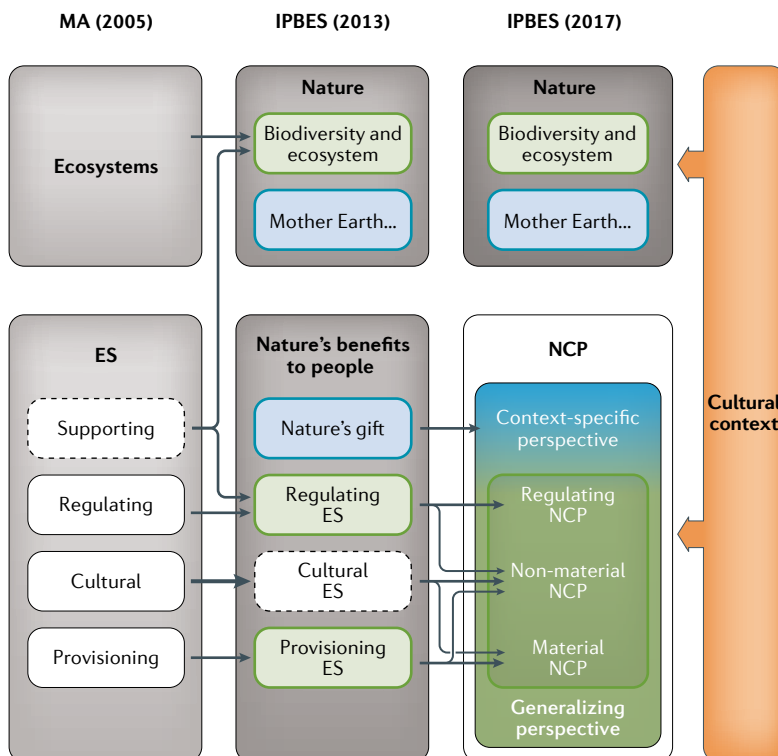 MA (2005)
IPBES (2013)
IPBES (2017)
Ecosystems
Nature
Biodiversity and
ecosystem
Mother Earth...
Nature
Biodiversity and
ecosystem
Mother Earth...
ES
Supporting
Regulating
Cultural
Provisioning
Nature's benefits
to people
Nature's gift
Regulating
ES
Cultural
ES
Provisioning
ES
NCP
Context-specific
perspective
Regulating
NCP
Non-material
NCP
Material
NCP
Generalizing
perspective
Cultural
context